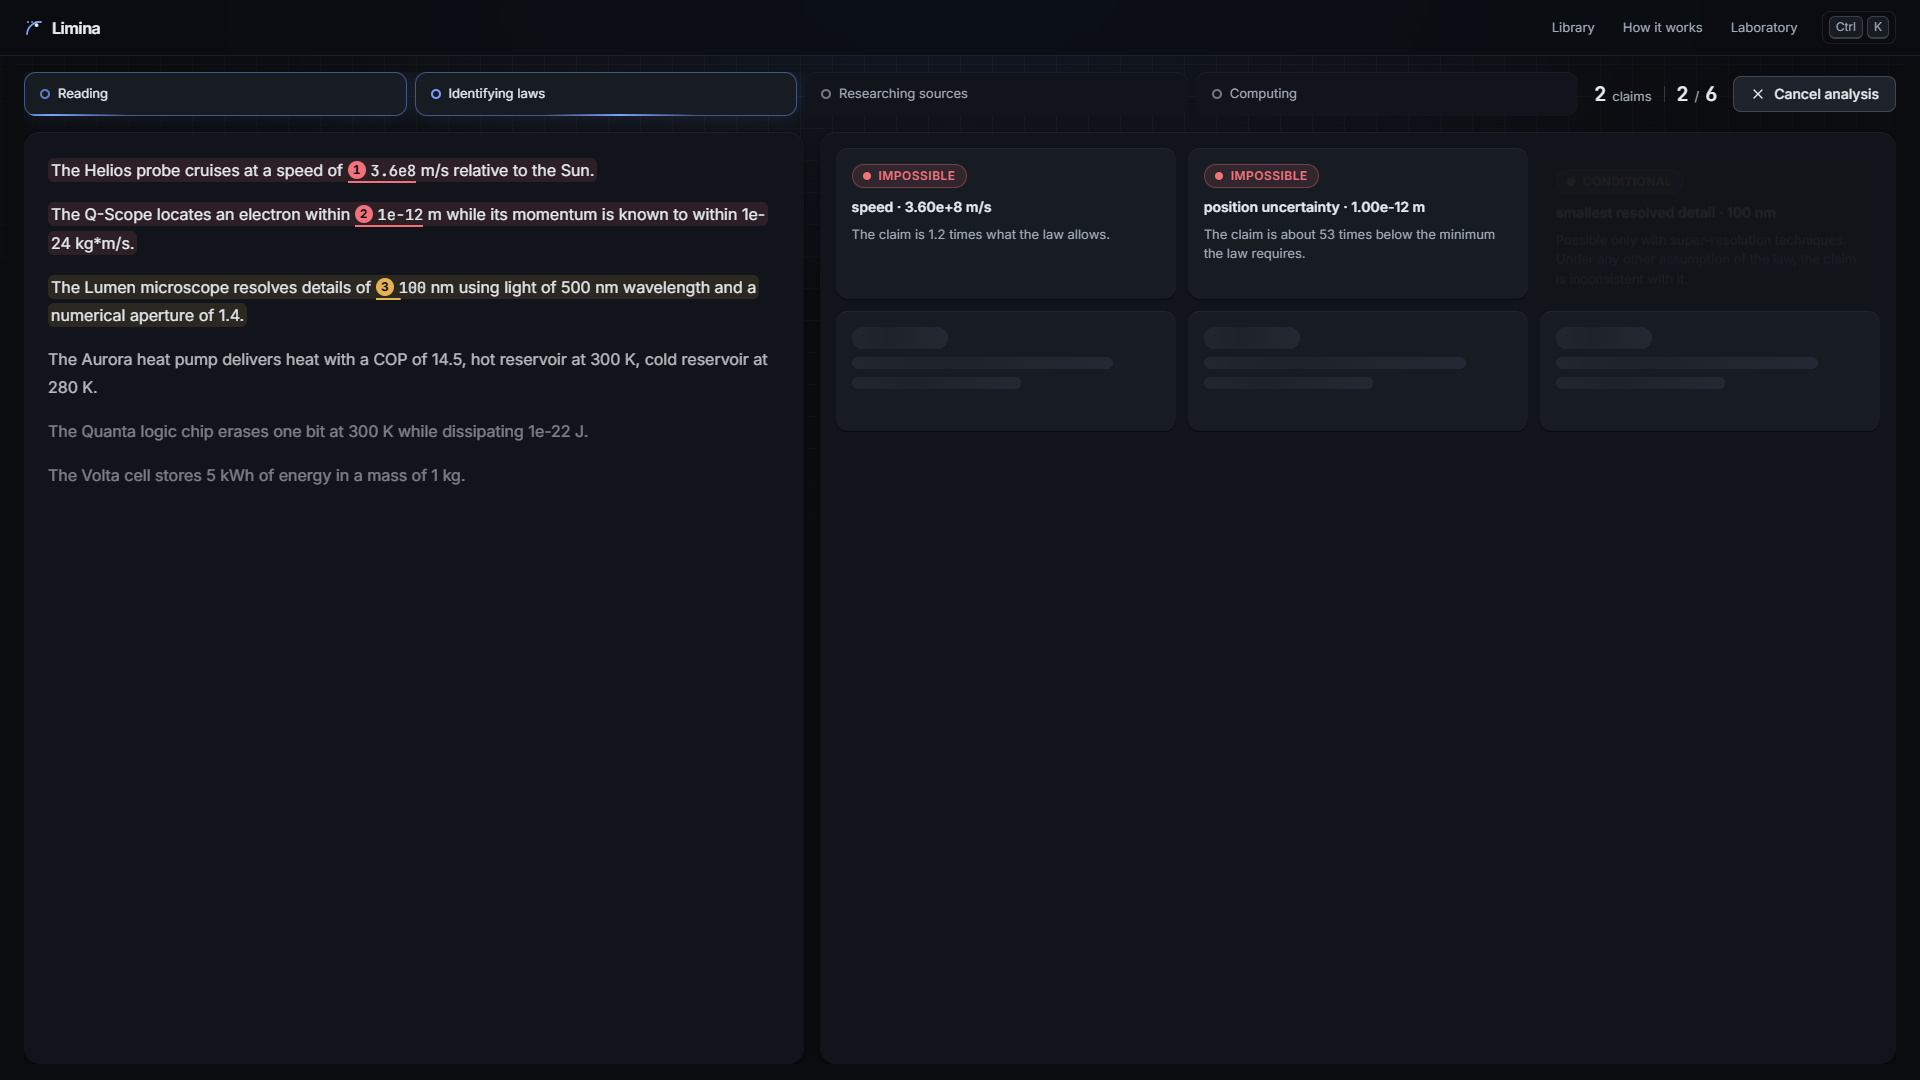 Limina
Library How it works Laboratory Ctrl K
Reading Identifying laws Researching sources Computing 2 claims 2 / 6 Cancel analysis
The Helios probe cruises at a speed of 1 3.6e8 m/s relative to the Sun.
The Q-Scope locates an electron within 2 1e-12 m while its momentum is known to within 1e-
24 kg*m/s.
The Lumen microscope resolves details of 3 100 nm using light of 500 nm wavelength and a
numerical aperture of 1.4.
The Aurora heat pump delivers heat with a COP of 14.5, hot reservoir at 300 K, cold reservoir at
280 K.
The Quanta logic chip erases one bit at 300 K while dissipating 1e-22 J.
The Volta cell stores 5 kWh of energy in a mass of 1 kg.
IMPOSSIBLE
speed · 3.60e+8 m/s
The claim is 1.2 times what the law allows.
IMPOSSIBLE
position uncertainty · 1.00e-12 m
The claim is about 53 times below the minimum
the law requires.
CONDITIONAL
smallest resolved detail · 100 nm
Possible only with super-resolution techniques.
Under any other assumption of the law, the claim
is inconsistent with it.